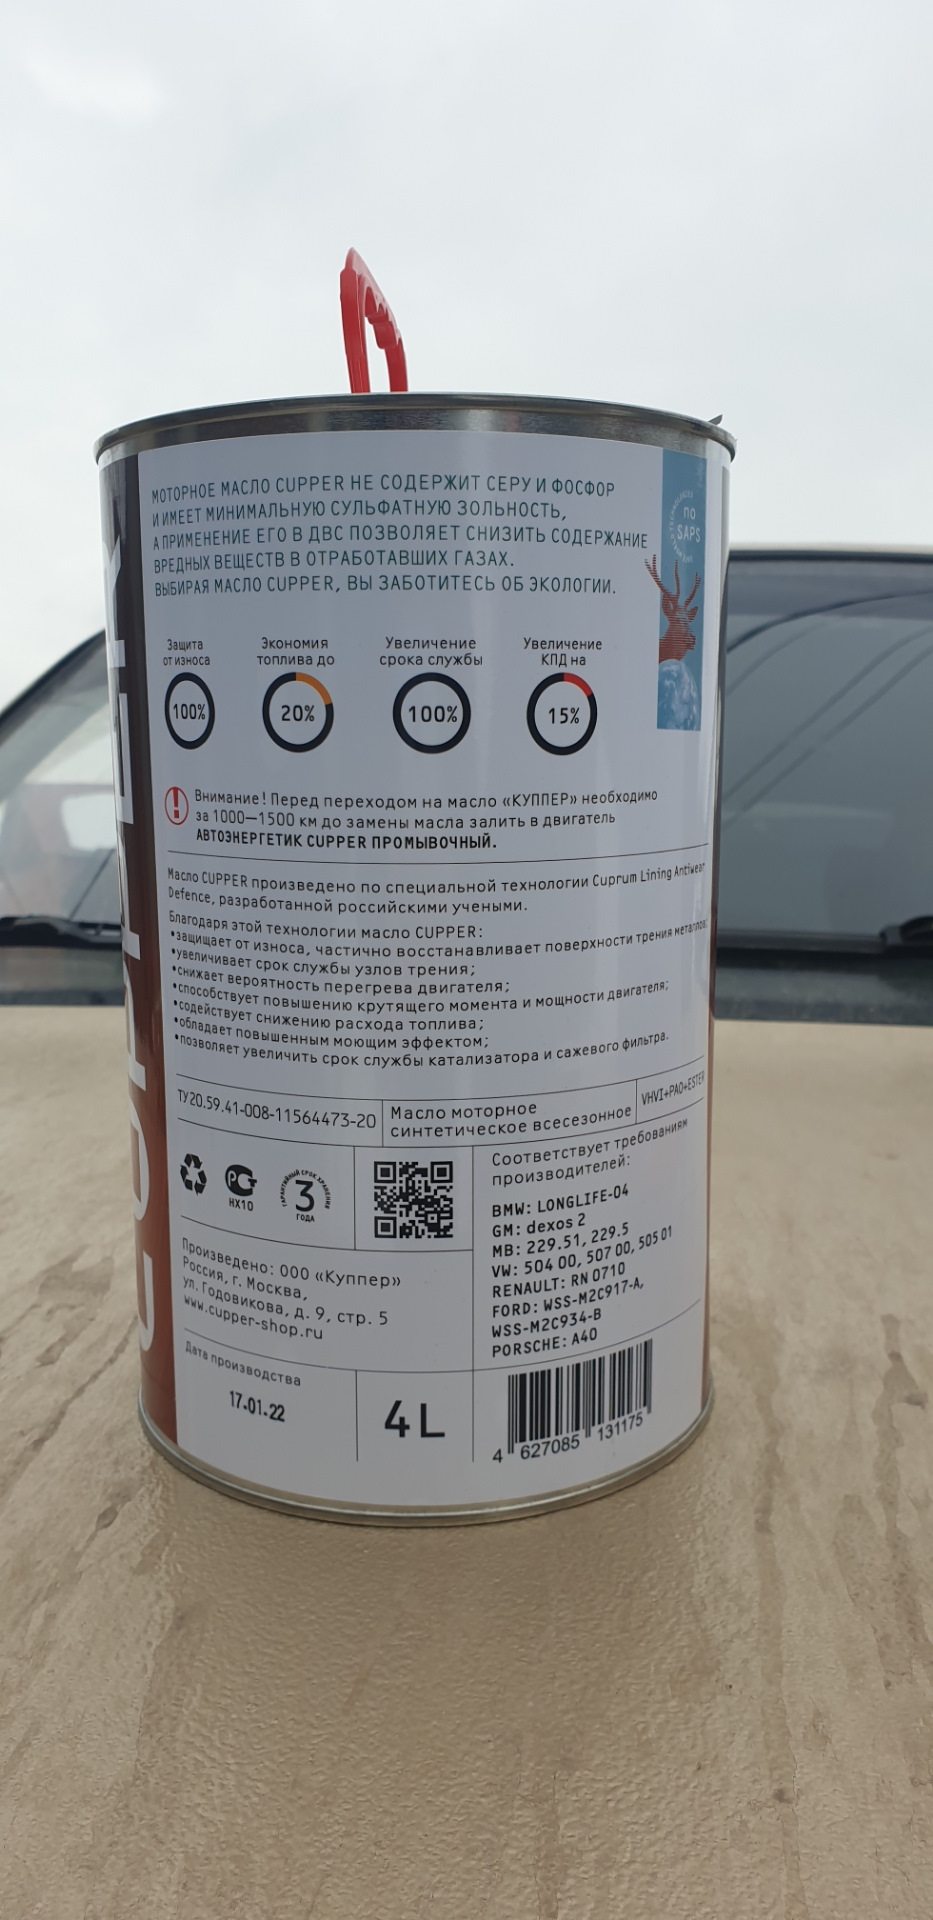 CUPPER
МОТОРНОЕ МАСЛО CUPPER НЕ СОДЕРЖИТ СЕРУ И ФОСФОР
И ИМЕЕТ МИНИМАЛЬНУЮ СУЛЬФАТНУЮ ЗОЛЬНОСТЬ,
А ПРИМЕНЕНИЕ ЕГО В ДВС ПОЗВОЛЯЕТ СНИЗИТЬ СОДЕРЖАНИЕ
ВРЕДНЫХ ВЕЩЕСТВ В ОТРАБОТАВШИХ ГАЗАХ.
ВЫБИРАЯ МАСЛО CUPPER, ВЫ ЗАБОТИТЕСЬ ОБ ЭКОЛОГИИ.
no
SAPS
Защита
от износа
100%
Экономия
топлива до
20%
Увеличение
срока службы
100%
Увеличение
КПД на
15%
Внимание! Перед переходом на масло «КУППЕР» необходимо
за 1000—1500 км до замены масла залить в двигатель
АВТОЭНЕРГЕТИК CUPPER ПРОМЫВОЧНЫЙ.
Масло CUPPER произведено по специальной технологии Cuprum Lining Antiwear
Defence, разработанной российскими учеными.
Благодаря этой технологии масло CUPPER:
•защищает от износа, частично восстанавливает поверхности трения металлов;
•увеличивает срок службы узлов трения;
•снижает вероятность перегрева двигателя;
•способствует повышению крутящего момента и мощности двигателя;
•содействует снижению расхода топлива;
•обладает повышенным моющим эффектом;
•позволяет увеличить срок службы катализатора и сажевого фильтра.
ТУ20.59.41-008-11564473-20
Масло моторное
синтетическое всесезонное
VHVI+PAO+ESTER
РСТ
НХ10
ГАРАНТИЙНЫЙ СРОК ХРАНЕНИЯ
3
ГОДА
Соответствует требованиям
производителей:
BMW: LONGLIFE-04
GM: dexos 2
MB: 229.51, 229.5
VW: 504 00, 507 00, 505 01
RENAULT: RN 0710
FORD: WSS-M2C917-A,
WSS-M2C934-B
PORSCHE: A40
Произведено: ООО «Куппер»
Россия, г. Москва,
ул. Годовикова, д. 9, стр. 5
www.cupper-shop.ru
Дата производства
17.01.22
4 L
4 627085 131175